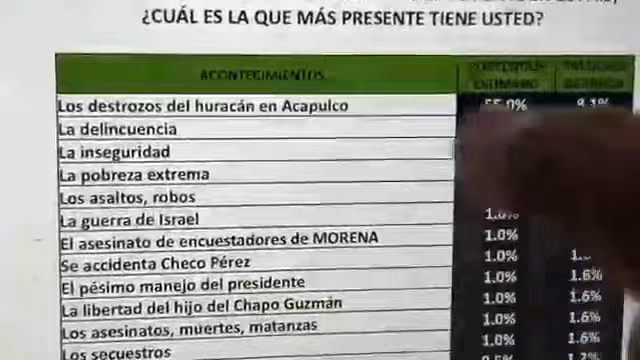 ¿CUÁL ES LA QUE MÁS PRESENTE TIENE USTED?
ACONTECIMIENTOS
Los destrozos del huracán en Acapulco
La delincuencia
La inseguridad
La pobreza extrema
Los asaltos, robos
La guerra de Israel 1.0%
El asesinato de encuestadores de MORENA 1.0%
Se accidenta Checo Pérez 1.0%
El pésimo manejo del presidente 1.0% 1.6%
La libertad del hijo del Chapo Guzmán 1.0% 1.6%
Los asesinatos, muertes, matanzas 1.0% 1.6%
Los secuestros 1.0% 1.6%